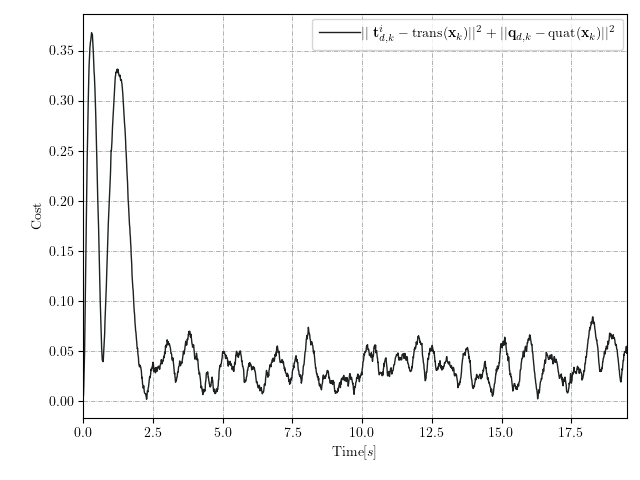 || t^i_{d,k} − trans(x_k)||² + ||q_{d,k} − quat(x_k)||²
0.35
0.30
0.25
0.20
0.15
0.10
0.05
0.00
Cost
0.0 2.5 5.0 7.5 10.0 12.5 15.0 17.5
Time[s]